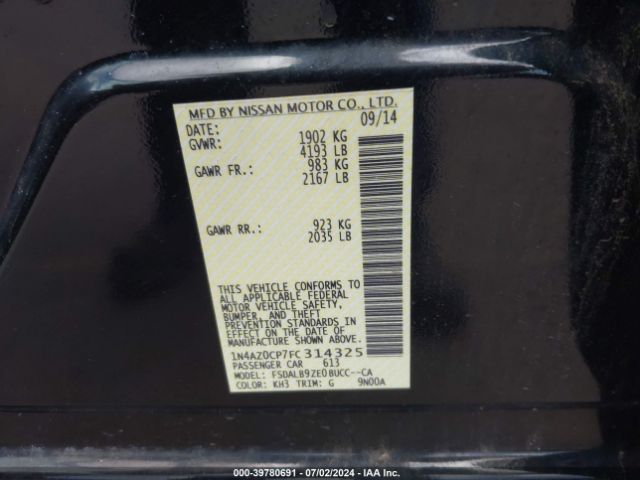 MFD BY NISSAN MOTOR CO., LTD.
DATE: 09/14
GVWR: 1902 KG
4193 LB
GAWR FR.: 983 KG
2167 LB
GAWR RR.: 923 KG
2035 LB
THIS VEHICLE CONFORMS TO
ALL APPLICABLE FEDERAL
MOTOR VEHICLE SAFETY,
BUMPER, AND THEFT
PREVENTION STANDARDS
IN EFFECT ON THE DATE OF
MANUFACTURE SHOWN ABOVE.
1N4AZ0CP7FC314325
PASSENGER CAR 613
MODEL: FSDALB9ZE0BUCC--CA
COLOR: KH3 TRIM: G 9N00A
000-39780691 - 07/02/2024 - IAA Inc.